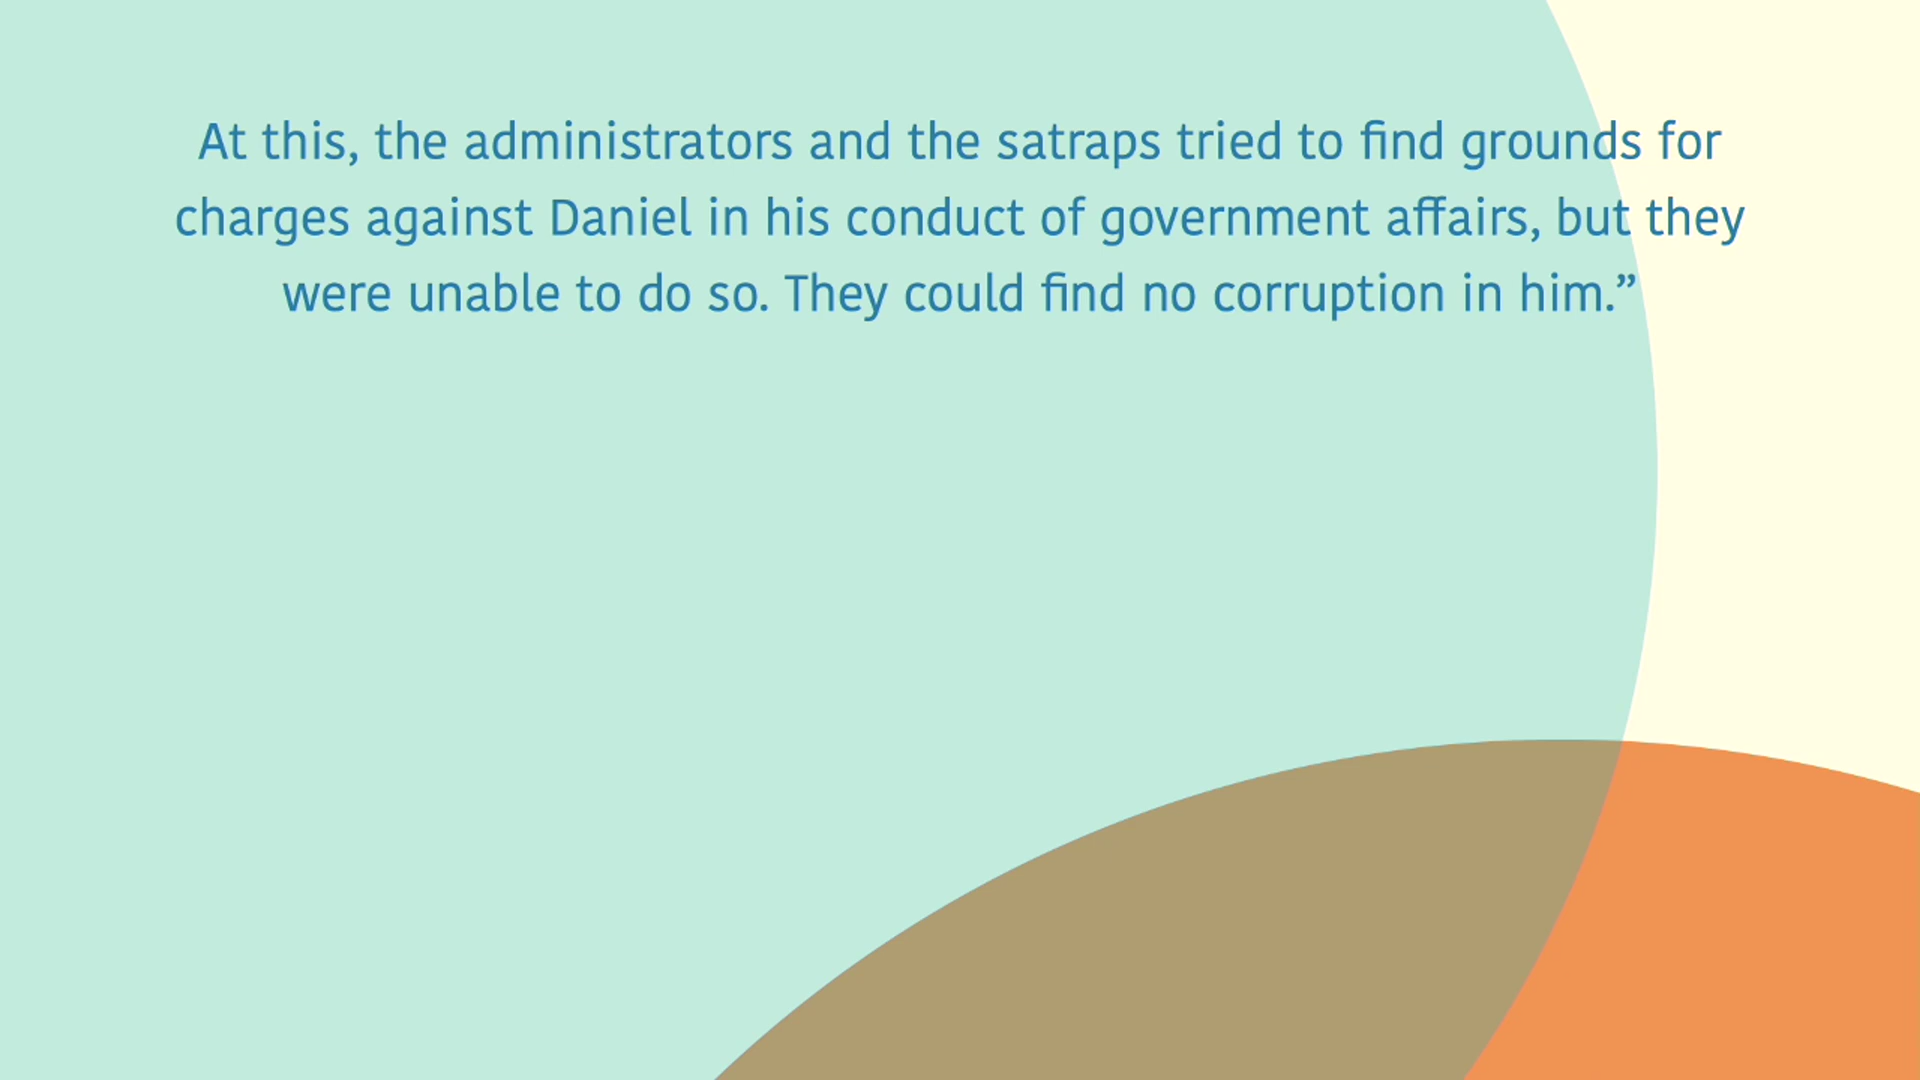 At this, the administrators and the satraps tried to find grounds for
charges against Daniel in his conduct of government affairs, but they
were unable to do so. They could find no corruption in him.”